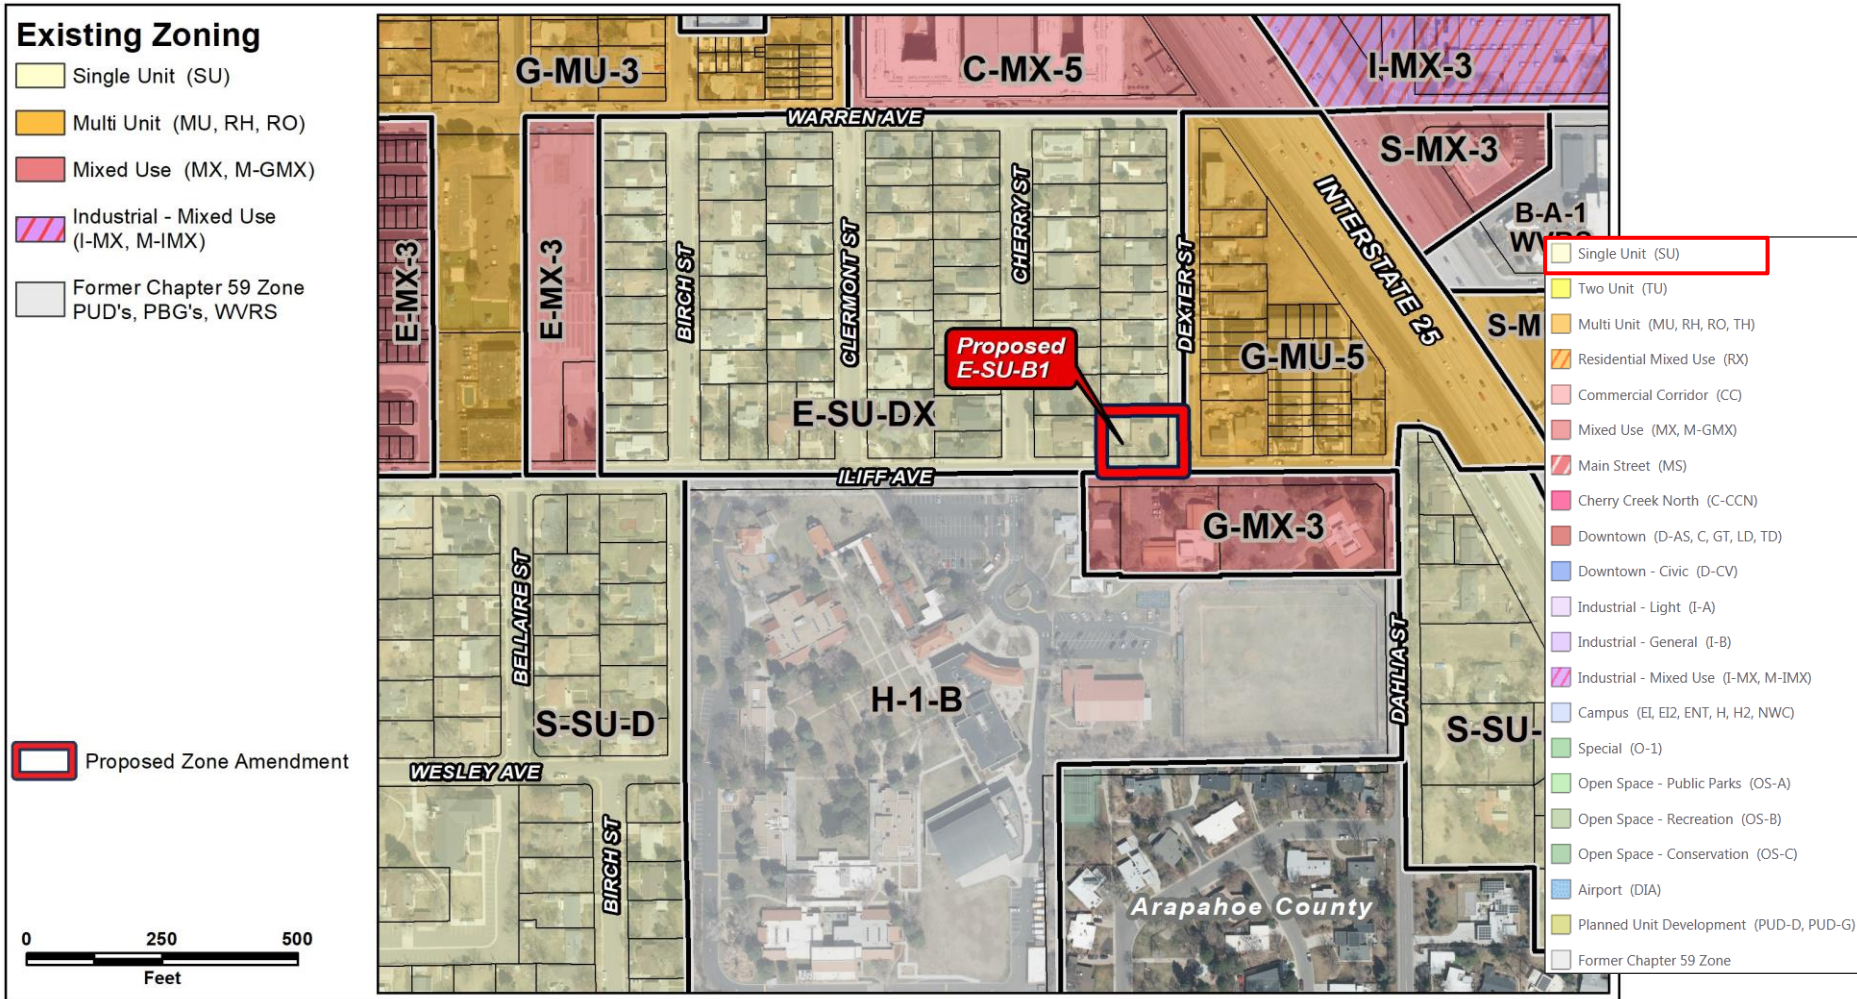 Existing Zoning
Single Unit (SU)
Multi Unit (MU, RH, RO)
Mixed Use (MX, M-GMX)
Industrial - Mixed Use
(I-MX, M-IMX)
Former Chapter 59 Zone
PUD's, PBG's, WVRS
Proposed Zone Amendment
0 250 500
Feet
G-MU-3
C-MX-5
I-MX-3
WARREN AVE
S-MX-3
B-A-1
E-MX-3
E-MX-3
BIRCH ST
CLERMONT ST
CHERRY ST
DEXTER ST
INTERSTATE 25
S-M
Proposed
E-SU-B1
G-MU-5
E-SU-DX
ILIFF AVE
G-MX-3
BELLAIRE ST
DAHLIA ST
H-1-B
S-SU-D
S-SU-
WESLEY AVE
BIRCH ST
Arapahoe County
Single Unit (SU)
Two Unit (TU)
Multi Unit (MU, RH, RO, TH)
Residential Mixed Use (RX)
Commercial Corridor (CC)
Mixed Use (MX, M-GMX)
Main Street (MS)
Cherry Creek North (C-CCN)
Downtown (D-AS, C, GT, LD, TD)
Downtown - Civic (D-CV)
Industrial - Light (I-A)
Industrial - General (I-B)
Industrial - Mixed Use (I-MX, M-IMX)
Campus (EI, EI2, ENT, H, H2, NWC)
Special (O-1)
Open Space - Public Parks (OS-A)
Open Space - Recreation (OS-B)
Open Space - Conservation (OS-C)
Airport (DIA)
Planned Unit Development (PUD-D, PUD-G)
Former Chapter 59 Zone